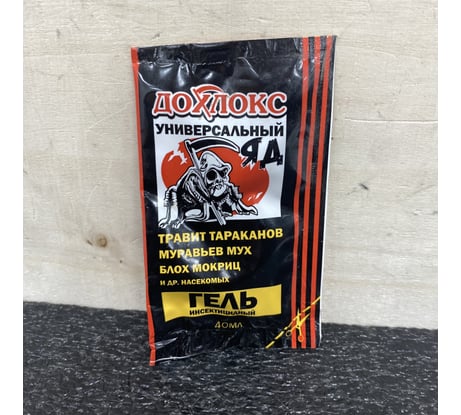 ДОХЛОКС
УНИВЕРСАЛЬНЫЙ
ЯД
ТРАВИТ ТАРАКАНОВ
МУРАВЬЕВ МУХ
БЛОХ МОКРИЦ
И ДР. НАСЕКОМЫХ
ГЕЛЬ
ИНСЕКТИЦИДНЫЙ
40МЛ